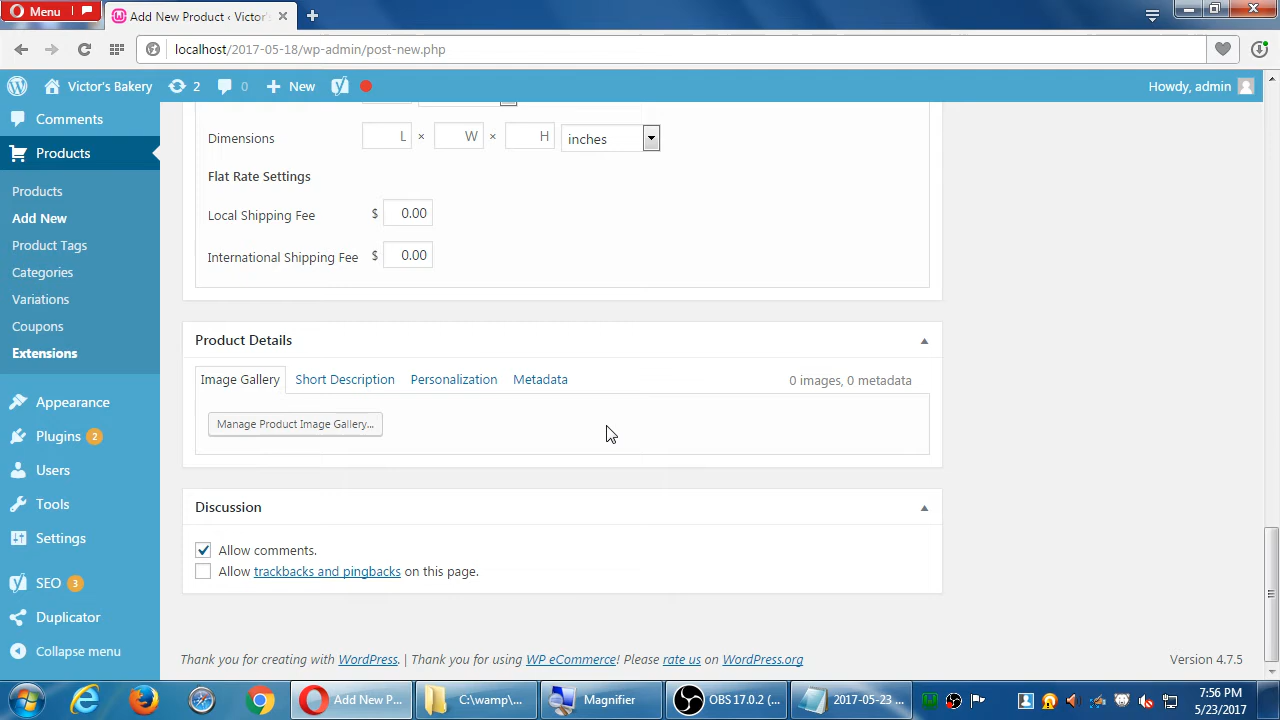 Menu
Add New Product ‹ Victor's
localhost/2017-05-18/wp-admin/post-new.php
Victor's Bakery
2
0
New
Howdy, admin
Comments
Products
Products
Add New
Product Tags
Categories
Variations
Coupons
Extensions
Appearance
Plugins 2
Users
Tools
Settings
SEO 3
Duplicator
Collapse menu
Dimensions
L × W × H
inches
Flat Rate Settings
Local Shipping Fee $ 0.00
International Shipping Fee $ 0.00
Product Details
Image Gallery Short Description Personalization Metadata 0 images, 0 metadata
Manage Product Image Gallery...
Discussion
Allow comments.
Allow trackbacks and pingbacks on this page.
Thank you for creating with WordPress. | Thank you for using WP eCommerce! Please rate us on WordPress.org
Version 4.7.5
Add New P...
C:\wamp\...
Magnifier
OBS 17.0.2 (...
2017-05-23 ...
7:56 PM
5/23/2017